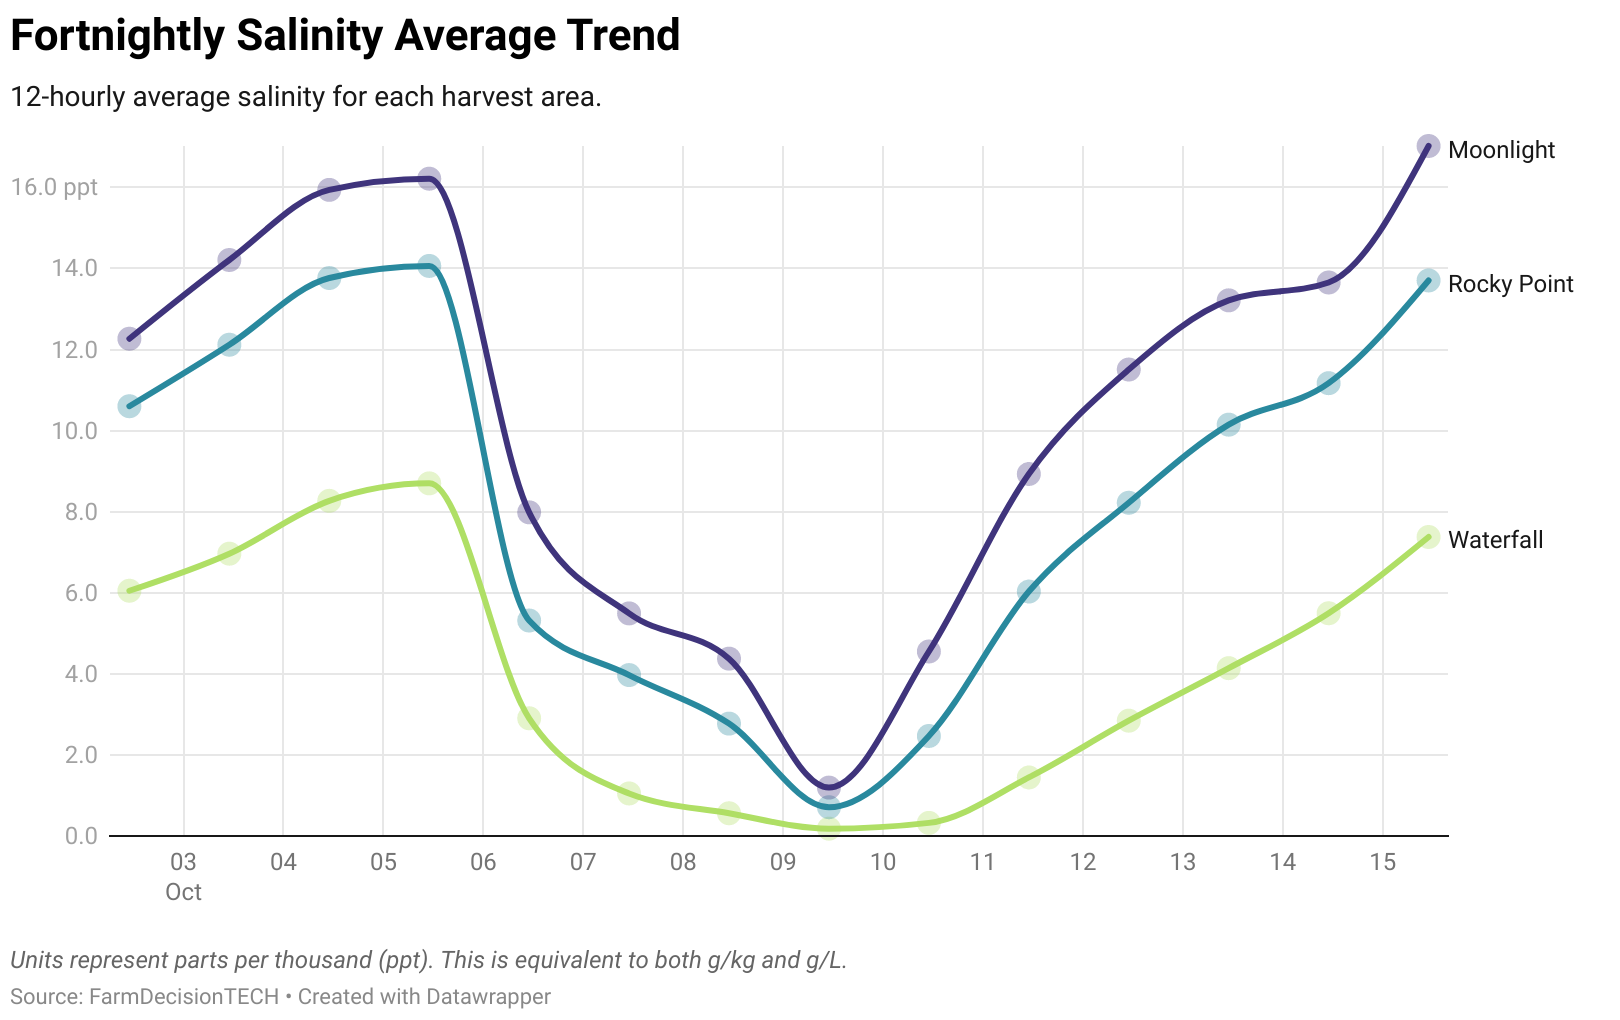 Fortnightly Salinity Average Trend
12-hourly average salinity for each harvest area.
Moonlight
16.0 ppt
14.0
Rocky Point
12.0
10.0
8.0
Waterfall
6.0
4.0
2.0
0.0
03 04 05 06 07 08 09 10 11 12 13 14 15
Oct
Units represent parts per thousand (ppt). This is equivalent to both g/kg and g/L.
Source: FarmDecisionTECH • Created with Datawrapper